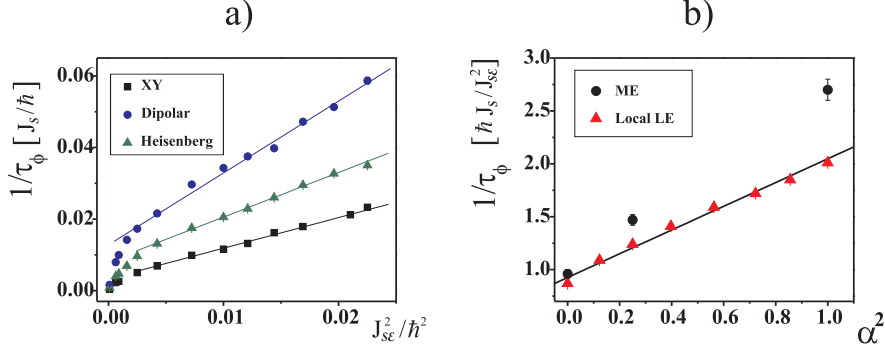 a)
1/τϕ [ Js/ħ ]
0.06
0.04
0.02
0.00
XY
Dipolar
Heisenberg
0.00 0.01 0.02
J²sε/ħ²
b)
1/τϕ [ ħ Js/J²sε ]
3.0
2.5
2.0
1.5
1.0
ME
Local LE
0.0 0.2 0.4 0.6 0.8 1.0
α²